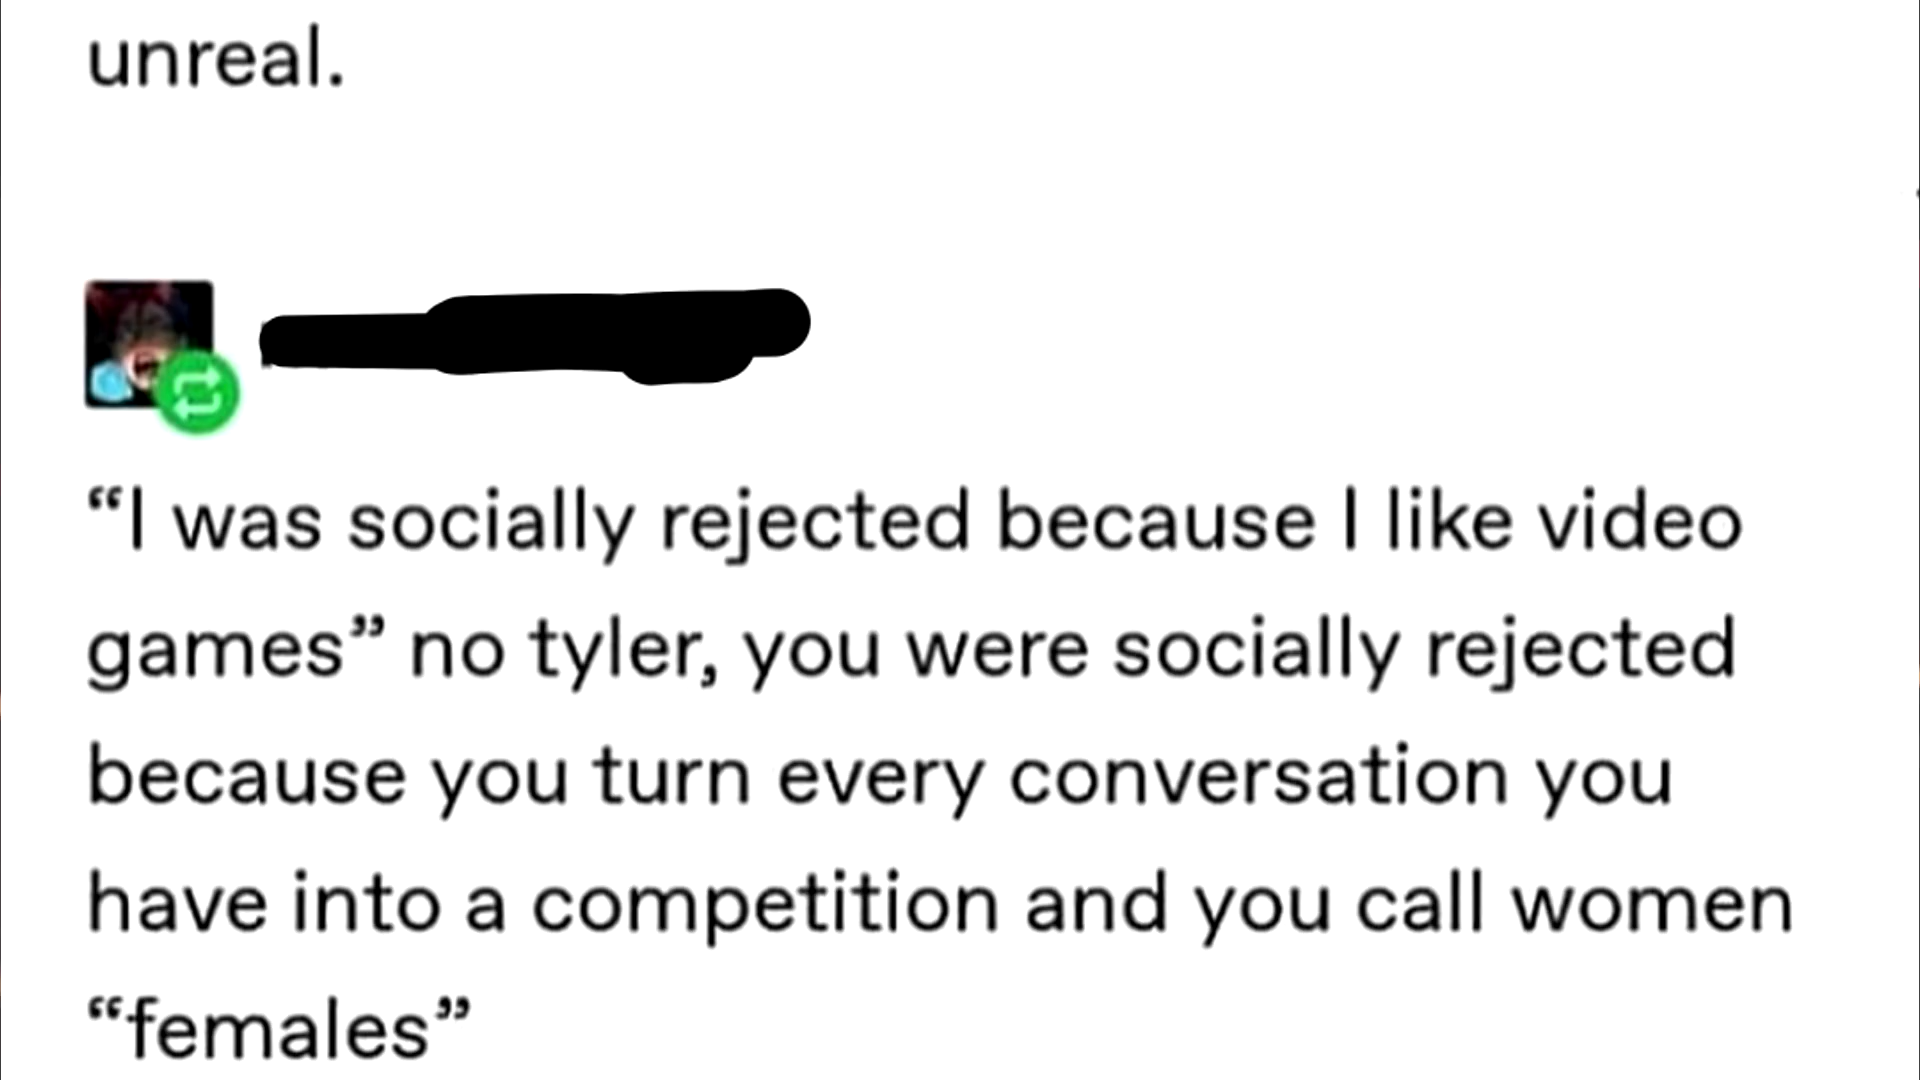 unreal.
“I was socially rejected because I like video
games” no tyler, you were socially rejected
because you turn every conversation you
have into a competition and you call women
“females”